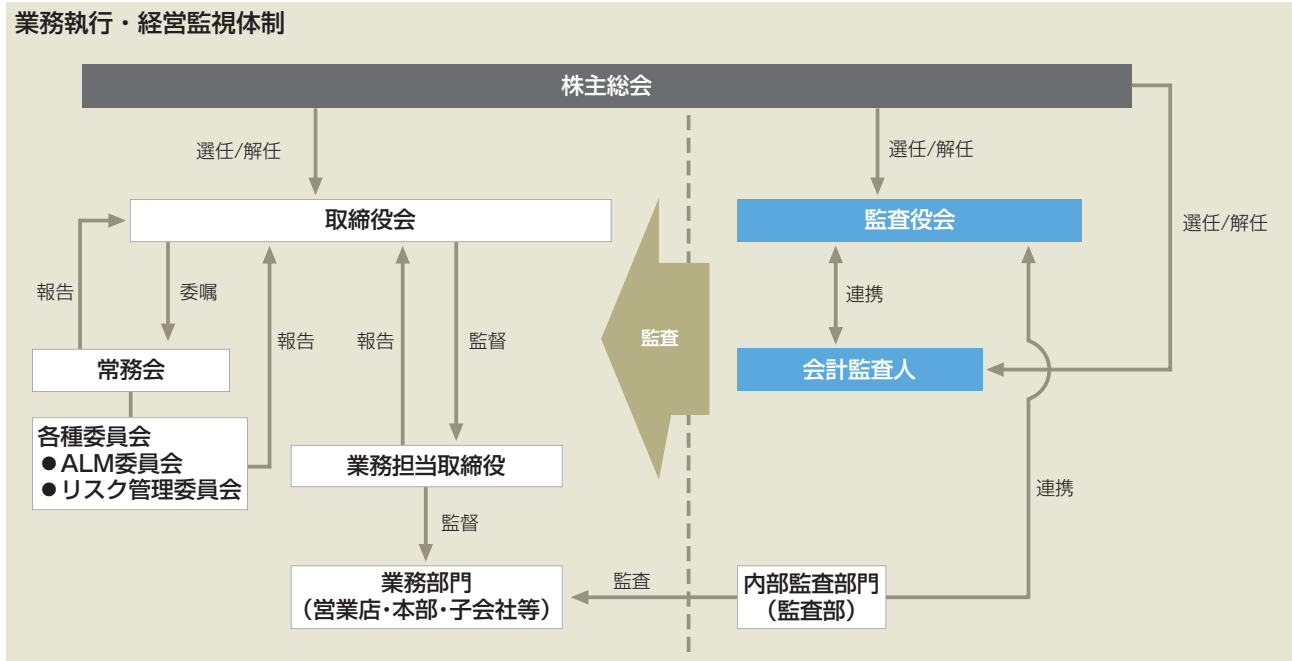 業務執行・経営監視体制
株主総会
選任/解任
選任/解任
選任/解任
取締役会
監査役会
報告
委嘱
報告
報告
監督
監査
連携
常務会
会計監査人
各種委員会
●ALM委員会
●リスク管理委員会
業務担当取締役
連携
監督
業務部門
（営業店・本部・子会社等）
監査
内部監査部門
（監査部）